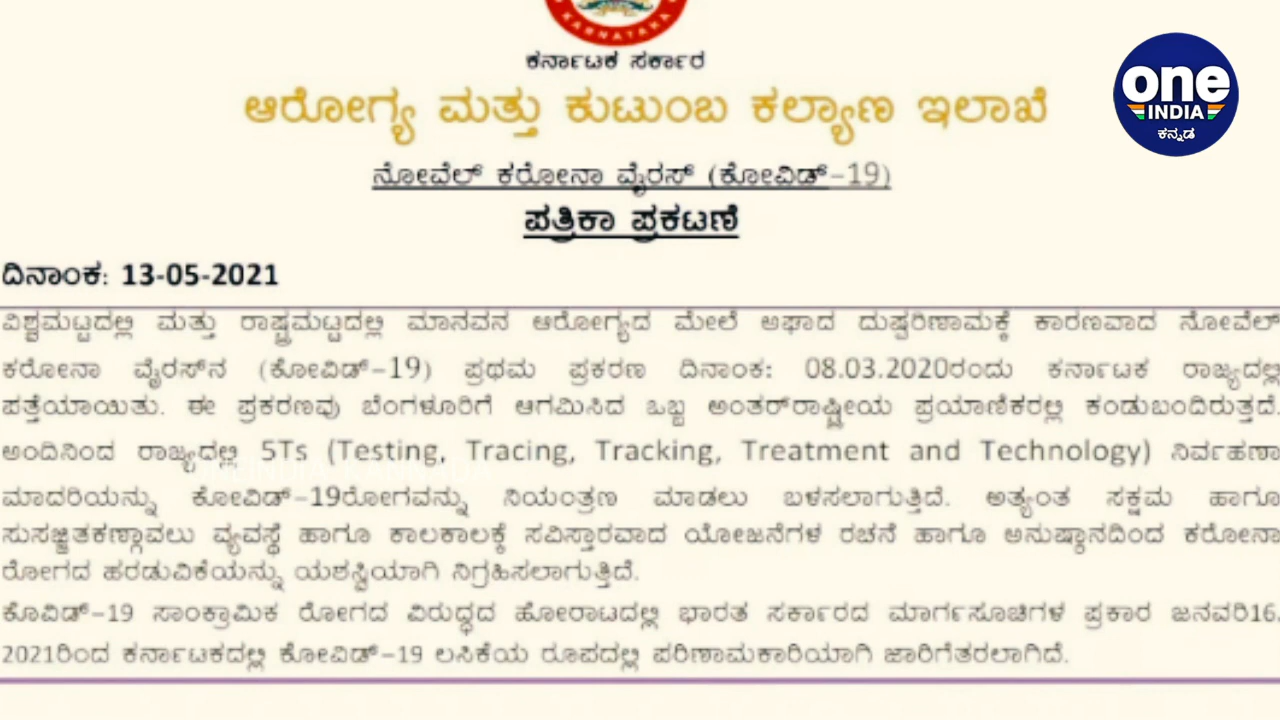 KARNATAKA
ಕರ್ನಾಟಕ ಸರ್ಕಾರ
ಆರೋಗ್ಯ ಮತ್ತು ಕುಟುಂಬ ಕಲ್ಯಾಣ ಇಲಾಖೆ
one
INDIA
ಕನ್ನಡ
ನೋವೆಲ್ ಕರೋನಾ ವೈರಸ್ (ಕೋವಿಡ್-19)
ಪತ್ರಿಕಾ ಪ್ರಕಟಣೆ
ದಿನಾಂಕ: 13-05-2021
ವಿಶ್ವಮಟ್ಟದಲ್ಲಿ ಮತ್ತು ರಾಷ್ಟ್ರಮಟ್ಟದಲ್ಲಿ ಮಾನವನ ಆರೋಗ್ಯದ ಮೇಲೆ ಅಘಾದ ದುಷ್ಪರಿಣಾಮಕ್ಕೆ ಕಾರಣವಾದ ನೋವೆಲ್
ಕರೋನಾ ವೈರಸ್‌ನ (ಕೋವಿಡ್-19) ಪ್ರಥಮ ಪ್ರಕರಣ ದಿನಾಂಕ: 08.03.2020ರಂದು ಕರ್ನಾಟಕ ರಾಜ್ಯದಲ್ಲಿ
ಪತ್ತೆಯಾಯಿತು. ಈ ಪ್ರಕರಣವು ಬೆಂಗಳೂರಿಗೆ ಆಗಮಿಸಿದ ಒಬ್ಬ ಅಂತರ್‌ರಾಷ್ಟ್ರೀಯ ಪ್ರಯಾಣಿಕರಲ್ಲಿ ಕಂಡುಬಂದಿರುತ್ತದೆ.
ಅಂದಿನಿಂದ ರಾಜ್ಯದಲ್ಲಿ 5Ts (Testing, Tracing, Tracking, Treatment and Technology) ನಿರ್ವಹಣಾ
ಮಾದರಿಯನ್ನು ಕೋವಿಡ್-19ರೋಗವನ್ನು ನಿಯಂತ್ರಣ ಮಾಡಲು ಬಳಸಲಾಗುತ್ತಿದೆ. ಅತ್ಯಂತ ಸಕ್ಷಮ ಹಾಗೂ
ಸುಸಜ್ಜಿತಕಣ್ಗಾವಲು ವ್ಯವಸ್ಥೆ ಹಾಗೂ ಕಾಲಕಾಲಕ್ಕೆ ಸವಿಸ್ತಾರವಾದ ಯೋಜನೆಗಳ ರಚನೆ ಹಾಗೂ ಅನುಷ್ಠಾನದಿಂದ ಕರೋನಾ
ರೋಗದ ಹರಡುವಿಕೆಯನ್ನು ಯಶಸ್ವಿಯಾಗಿ ನಿಗ್ರಹಿಸಲಾಗುತ್ತಿದೆ.
ಕೊವಿಡ್-19 ಸಾಂಕ್ರಾಮಿಕ ರೋಗದ ವಿರುದ್ಧದ ಹೋರಾಟದಲ್ಲಿ ಭಾರತ ಸರ್ಕಾರದ ಮಾರ್ಗಸೂಚಿಗಳ ಪ್ರಕಾರ ಜನವರಿ16,
2021ರಿಂದ ಕರ್ನಾಟಕದಲ್ಲಿ ಕೋವಿಡ್-19 ಲಸಿಕೆಯ ರೂಪದಲ್ಲಿ ಪರಿಣಾಮಕಾರಿಯಾಗಿ ಜಾರಿಗೆತರಲಾಗಿದೆ.